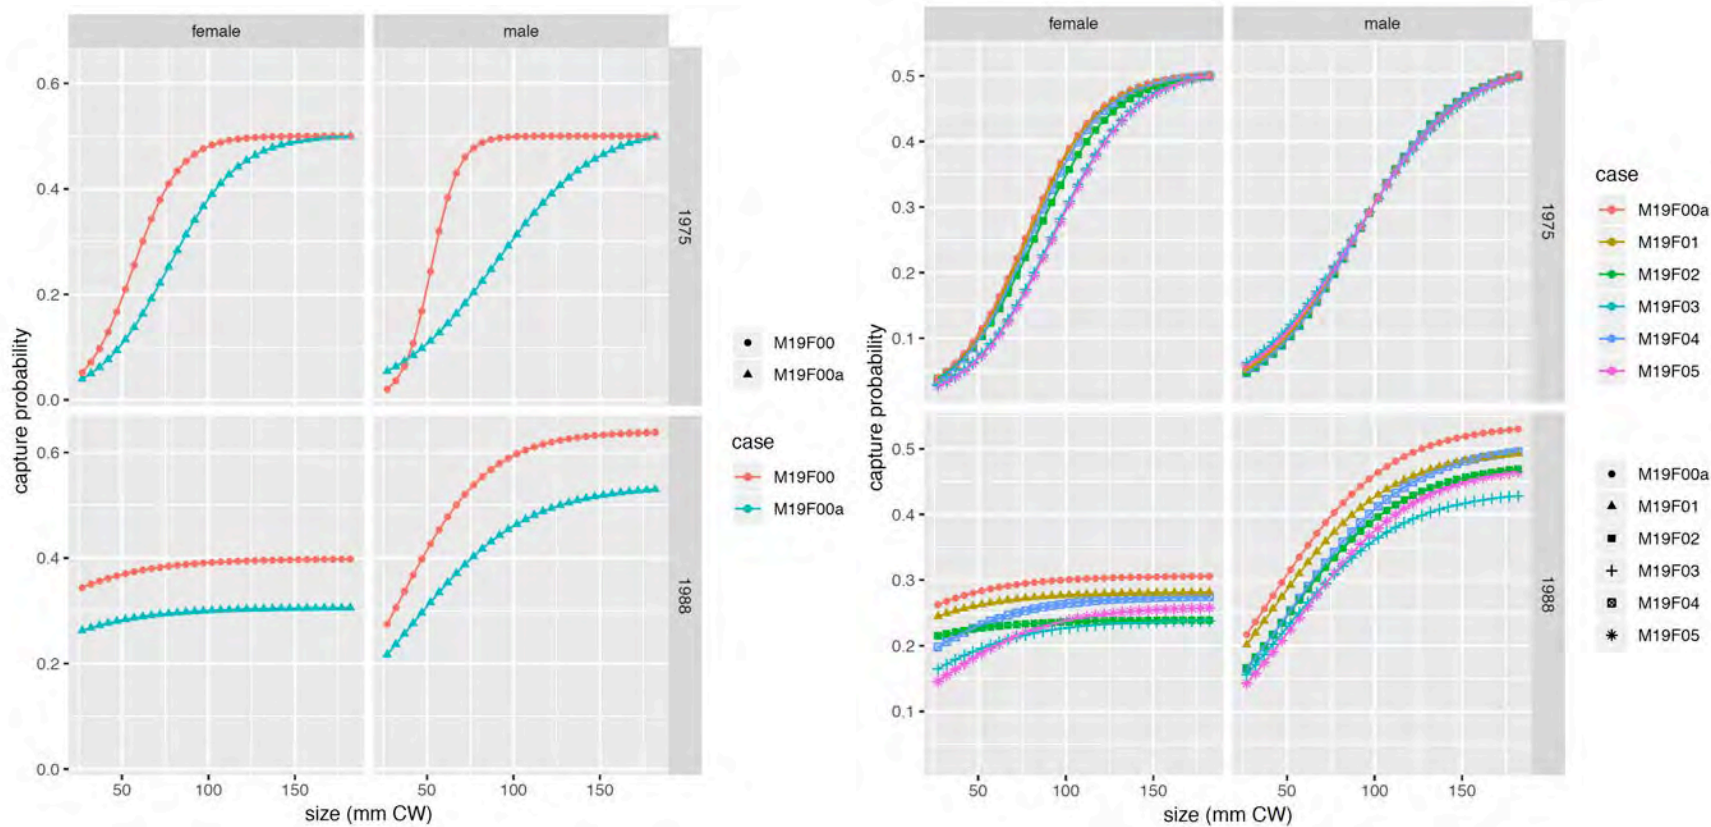 female male
0.6
0.4
0.2
0.0
1975
0.6
0.4
0.2
0.0
1988
50 100 150 50 100 150
size (mm CW)
capture probability
M19F00
M19F00a
case
M19F00
M19F00a
female male
0.5
0.4
0.3
0.2
0.1
1975
0.5
0.4
0.3
0.2
0.1
1988
50 100 150 50 100 150
size (mm CW)
capture probability
case
M19F00a
M19F01
M19F02
M19F03
M19F04
M19F05
M19F00a
M19F01
M19F02
M19F03
M19F04
M19F05